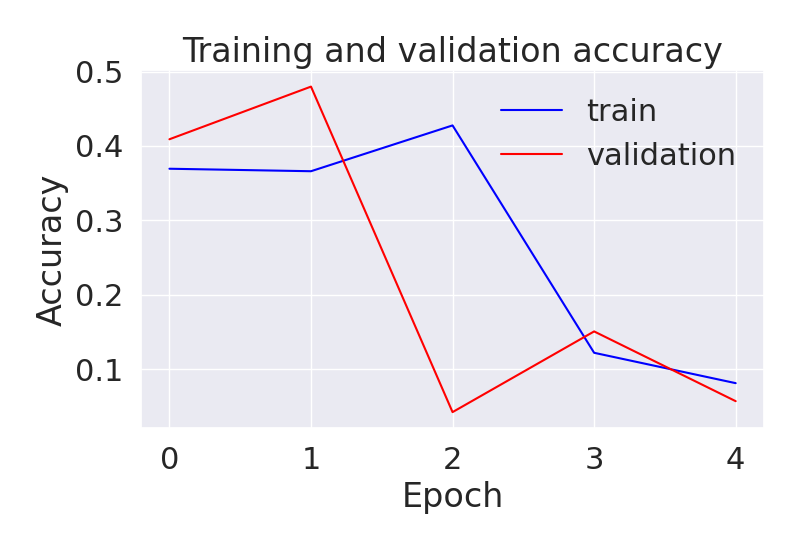 Training and validation accuracy
0.5
0.4
0.3
0.2
0.1
Accuracy
train
validation
0 1 2 3 4
Epoch